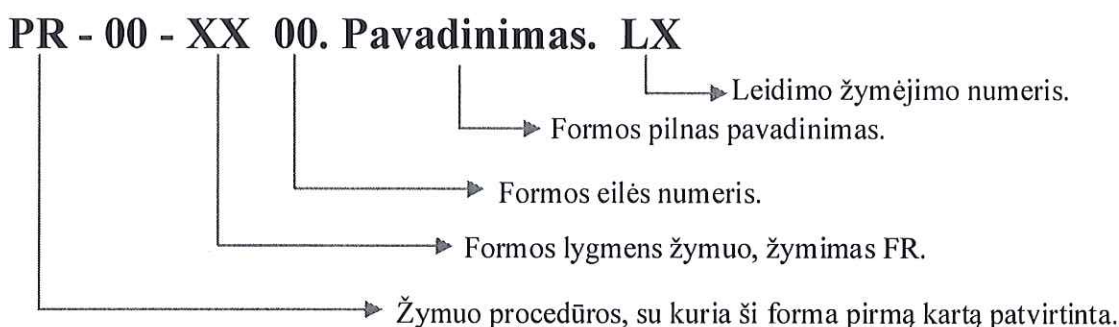 PR - 00 - XX 00. Pavadinimas. LX
Leidimo žymėjimo numeris.
Formos pilnas pavadinimas.
Formos eilės numeris.
Formos lygmens žymuo, žymimas FR.
Žymuo procedūros, su kuria ši forma pirmą kartą patvirtinta.